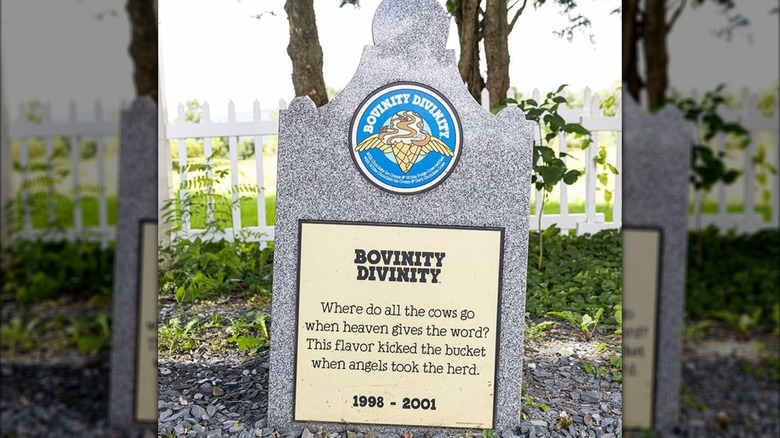 BOVINITY DIVINITY
BOVINITY
DIVINITY™
Where do all the cows go
when heaven gives the word?
This flavor kicked the bucket
when angels took the herd.
1998 - 2001